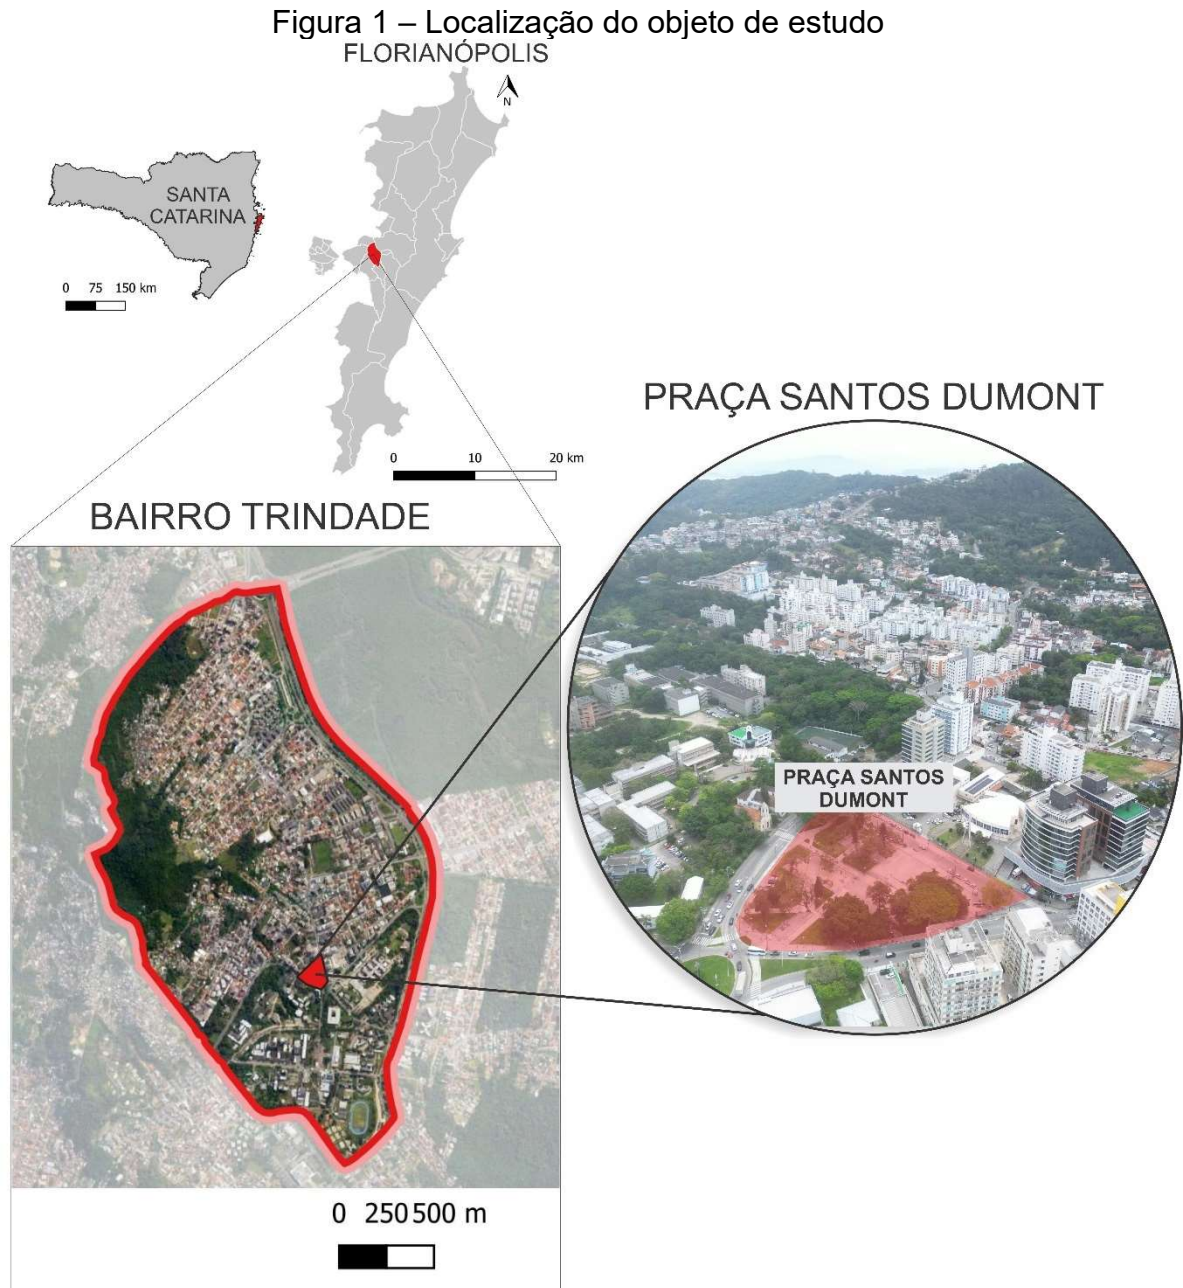 Figura 1 – Localização do objeto de estudo
FLORIANÓPOLIS
N
SANTA
CATARINA
0 75 150 km
0 10 20 km
PRAÇA SANTOS DUMONT
BAIRRO TRINDADE
PRAÇA SANTOS
DUMONT
0 250 500 m